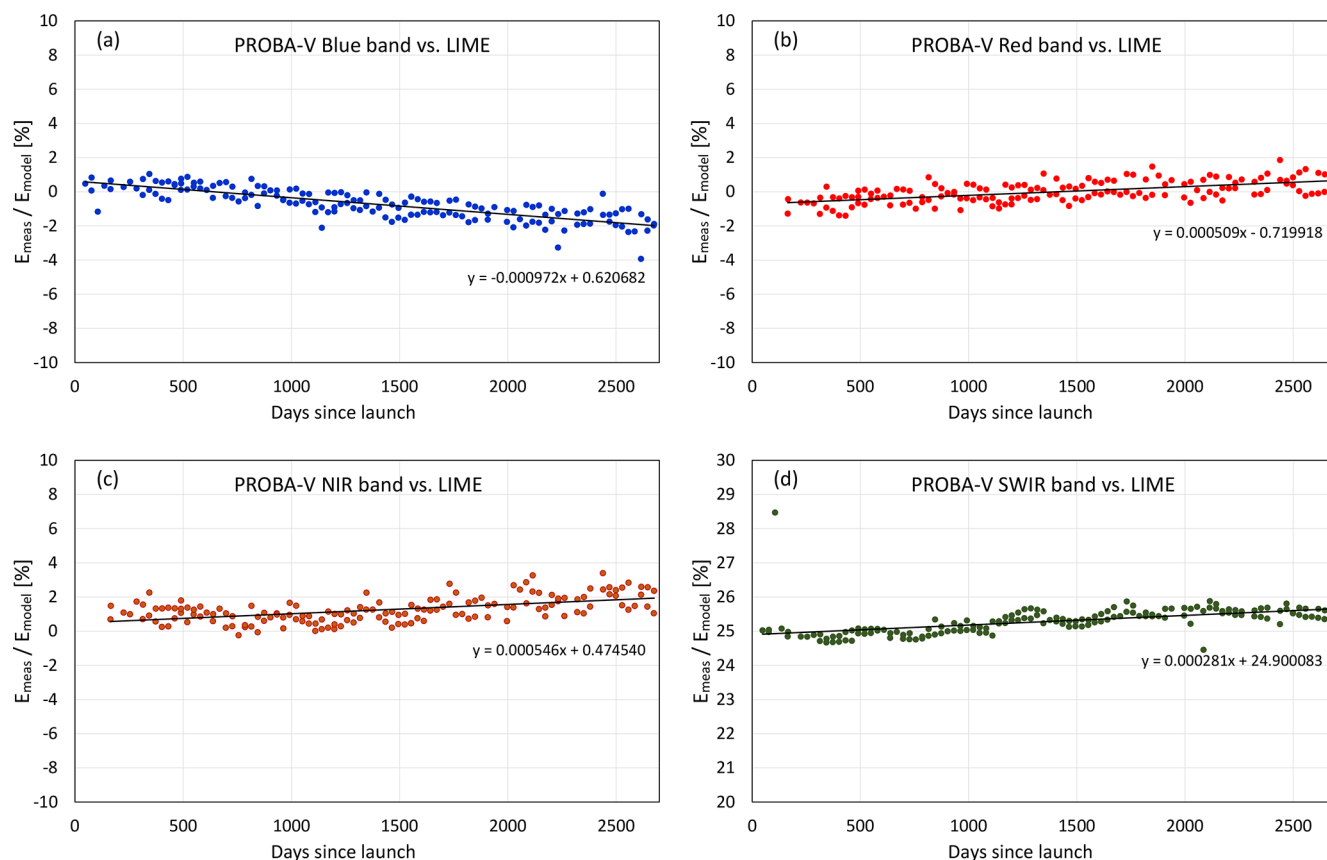 (a)
PROBA-V Blue band vs. LIME
E_meas / E_model [%]
10
8
6
4
2
0
-2
-4
-6
-8
-10
y = -0.000972x + 0.620682
0 500 1000 1500 2000 2500
Days since launch
(b)
PROBA-V Red band vs. LIME
E_meas / E_model [%]
10
8
6
4
2
0
-2
-4
-6
-8
-10
y = 0.000509x - 0.719918
0 500 1000 1500 2000 2500
Days since launch
(c)
PROBA-V NIR band vs. LIME
E_meas / E_model [%]
10
8
6
4
2
0
-2
-4
-6
-8
-10
y = 0.000546x + 0.474540
0 500 1000 1500 2000 2500
Days since launch
(d)
PROBA-V SWIR band vs. LIME
E_meas / E_model [%]
30
29
28
27
26
25
24
23
22
21
20
y = 0.000281x + 24.900083
0 500 1000 1500 2000 2500
Days since launch